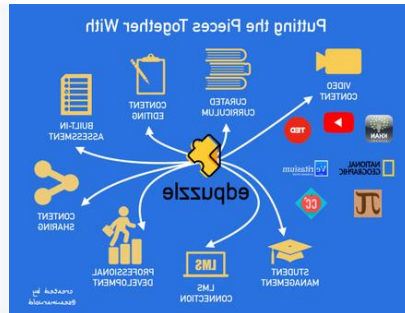 Putting the Pieces Together With
VIDEO
CONTENT
CURATED
CURRICULUM
CONTENT
EDITING
BUILT-IN
ASSESSMENT
TED
KHAN
Veritasium
NATIONAL
GEOGRAPHIC
CC
edpuzzle
CONTENT
SHARING
PROFESSIONAL
DEVELOPMENT
LMS
LMS
CONNECTION
STUDENT
MANAGEMENT
created by